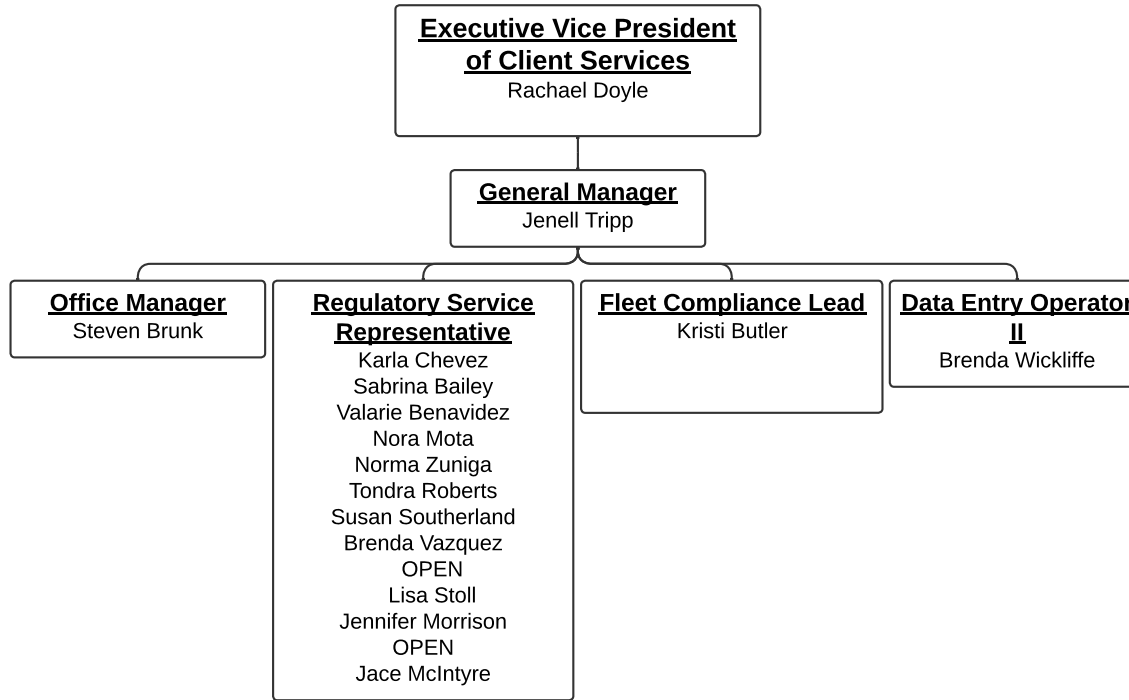 Executive Vice President
of Client Services
Rachael Doyle
General Manager
Jenell Tripp
Office Manager
Steven Brunk
Regulatory Service
Representative
Karla Chevez
Sabrina Bailey
Valarie Benavidez
Nora Mota
Norma Zuniga
Tondra Roberts
Susan Southerland
Brenda Vazquez
OPEN
Lisa Stoll
Jennifer Morrison
OPEN
Jace McIntyre
Fleet Compliance Lead
Kristi Butler
Data Entry Operator
II
Brenda Wickliffe